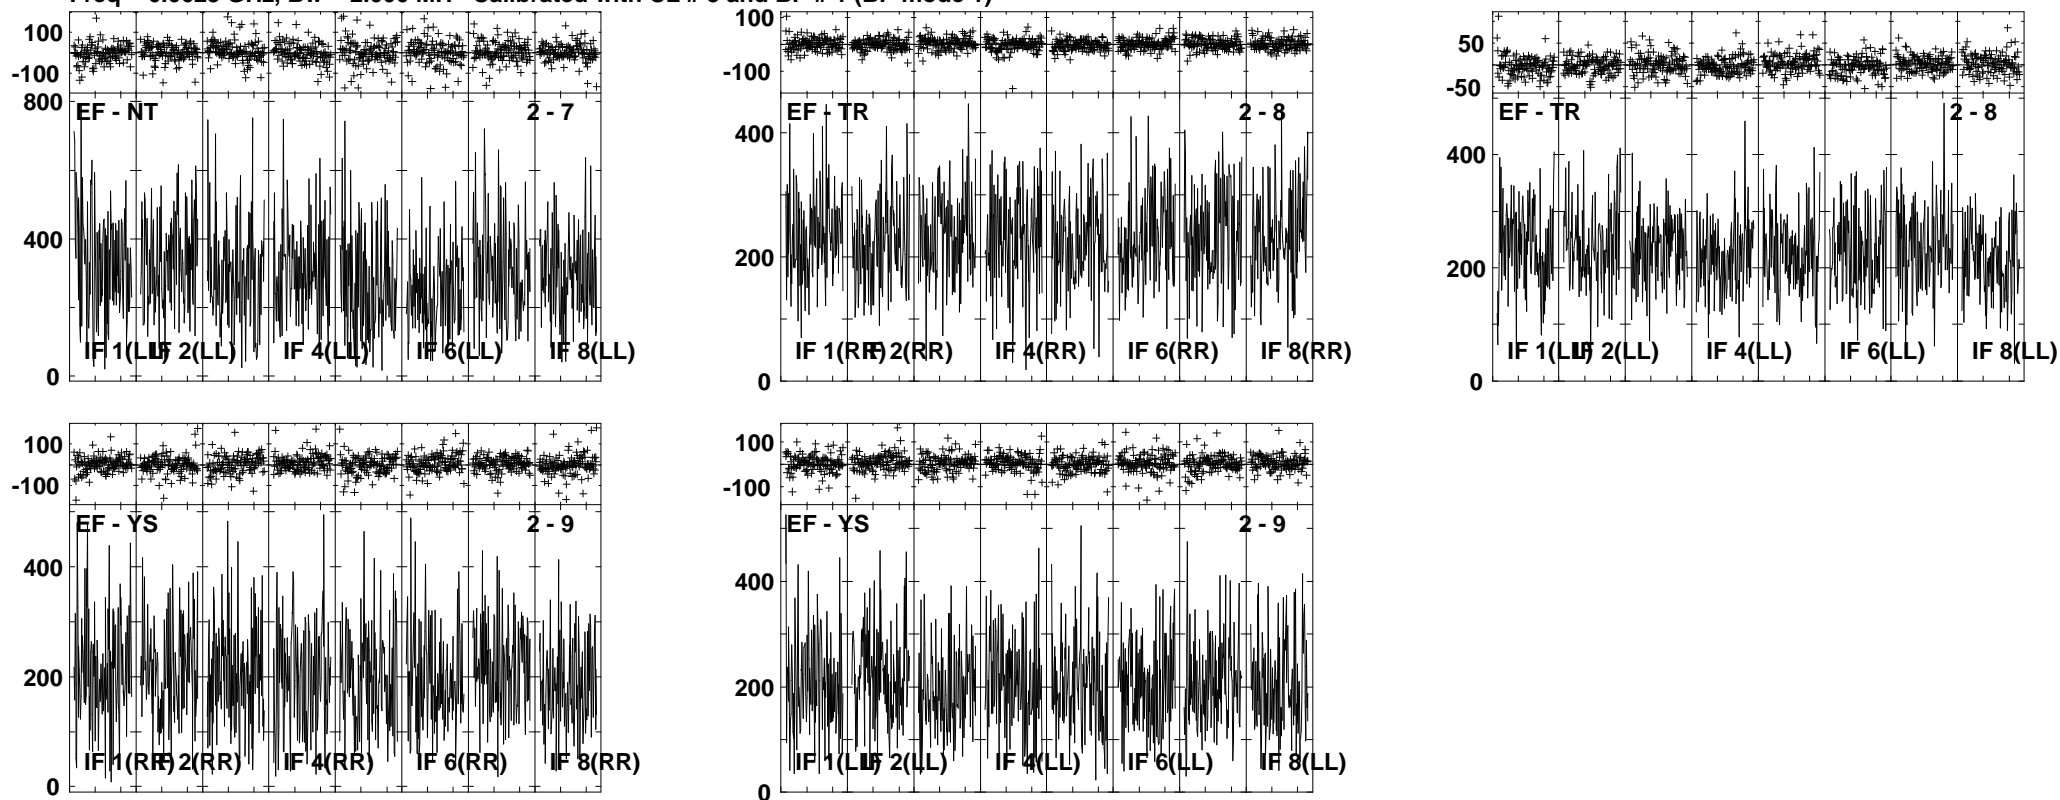 100
-100
800
EF - NT 2 - 7
400
IF 1(LL) IF 2(LL) IF 4(LL) IF 6(LL) IF 8(LL)
0
100
-100
EF - TR 2 - 8
400
200
IF 1(RR) IF 2(RR) IF 4(RR) IF 6(RR) IF 8(RR)
0
50
-50
EF - TR 2 - 8
400
200
IF 1(LL) IF 2(LL) IF 4(LL) IF 6(LL) IF 8(LL)
0
100
-100
EF - YS 2 - 9
400
200
IF 1(RR) IF 2(RR) IF 4(RR) IF 6(RR) IF 8(RR)
0
100
-100
EF - YS 2 - 9
400
200
IF 1(LL) IF 2(LL) IF 4(LL) IF 6(LL) IF 8(LL)
0